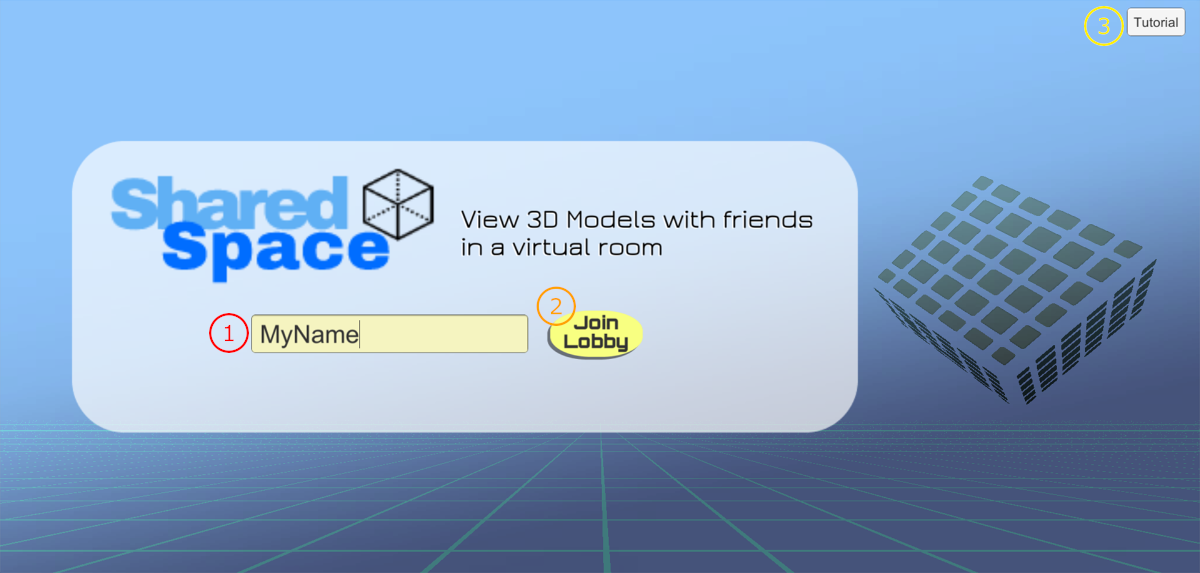 3 Tutorial
Shared
Space
View 3D Models with friends
in a virtual room
1 MyName
2
Join
Lobby